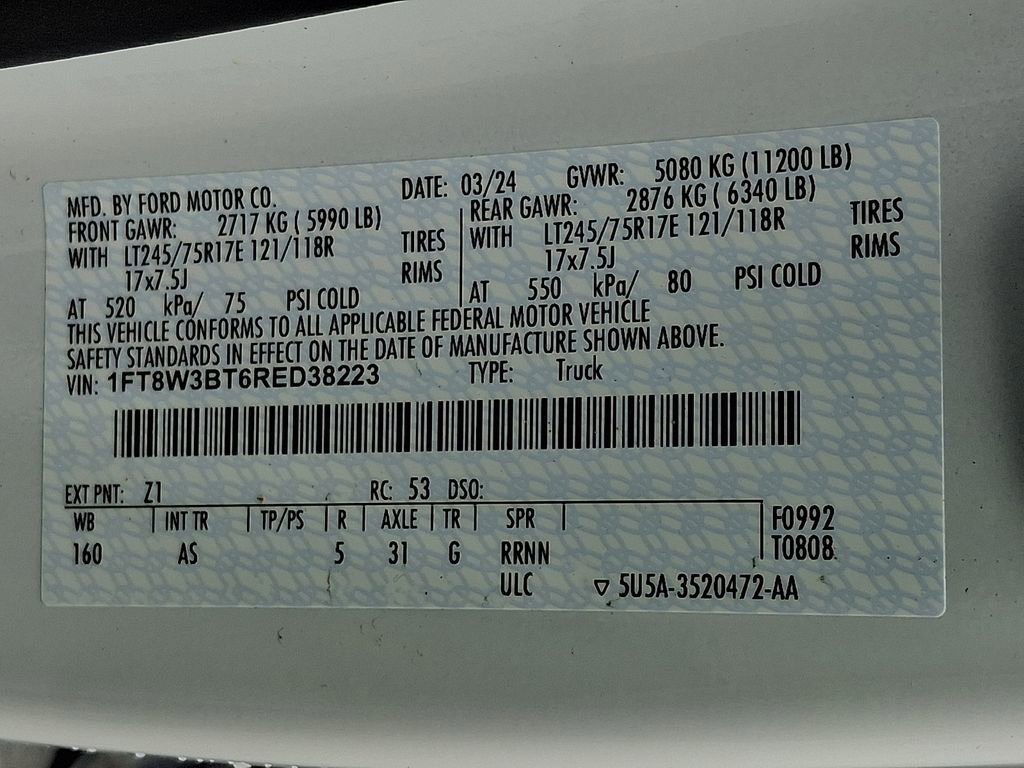 MFD. BY FORD MOTOR CO. DATE: 03/24 GVWR: 5080 KG (11200 LB)
FRONT GAWR: 2717 KG ( 5990 LB) REAR GAWR: 2876 KG ( 6340 LB)
WITH LT245/75R17E 121/118R TIRES WITH LT245/75R17E 121/118R TIRES
17x7.5J RIMS 17x7.5J RIMS
AT 520 kPa/ 75 PSI COLD AT 550 kPa/ 80 PSI COLD
THIS VEHICLE CONFORMS TO ALL APPLICABLE FEDERAL MOTOR VEHICLE
SAFETY STANDARDS IN EFFECT ON THE DATE OF MANUFACTURE SHOWN ABOVE.
VIN: 1FT8W3BT6RED38223 TYPE: Truck
EXT PNT: Z1 RC: 53 DSO:
WB INT TR TP/PS R AXLE TR SPR F0992
160 AS 5 31 G RRNN T0808
ULC ▽ 5U5A-3520472-AA